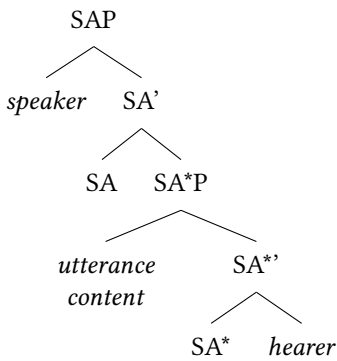 SAP
speaker SA’
SA SA*P
utterance SA*’
content
SA* hearer